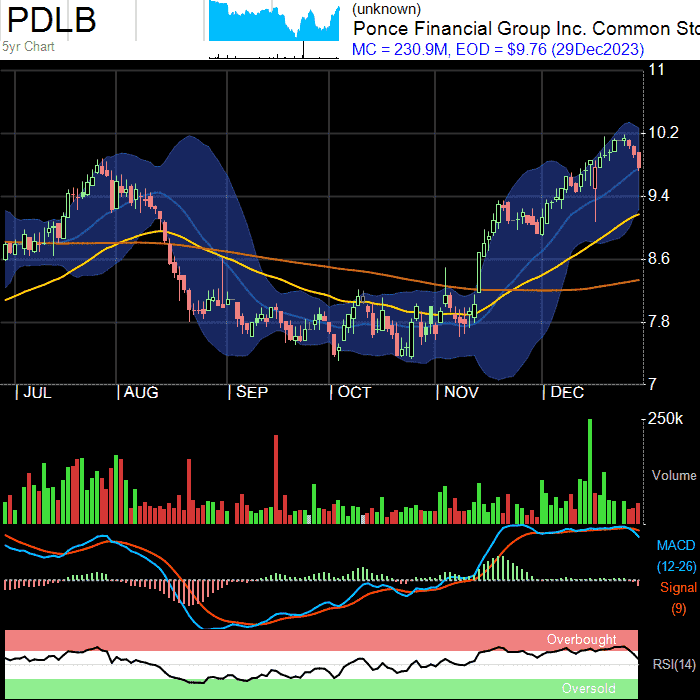 PDLB
5yr Chart
(unknown)
Ponce Financial Group Inc. Common Sto
MC = 230.9M, EOD = $9.76 (29Dec2023)
11
10.2
9.4
8.6
7.8
7
JUL AUG SEP OCT NOV DEC
250k
Volume
MACD
(12-26)
Signal
(9)
Overbought
RSI(14)
Oversold